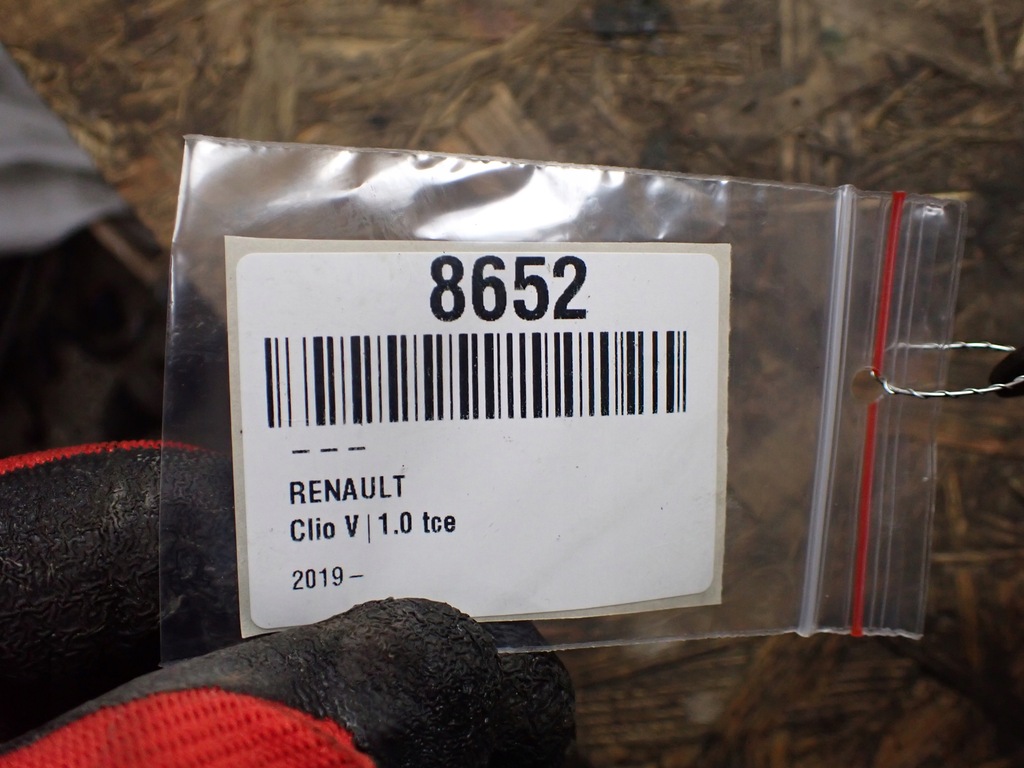 8652
– – –
RENAULT
Clio V | 1.0 tce
2019 –